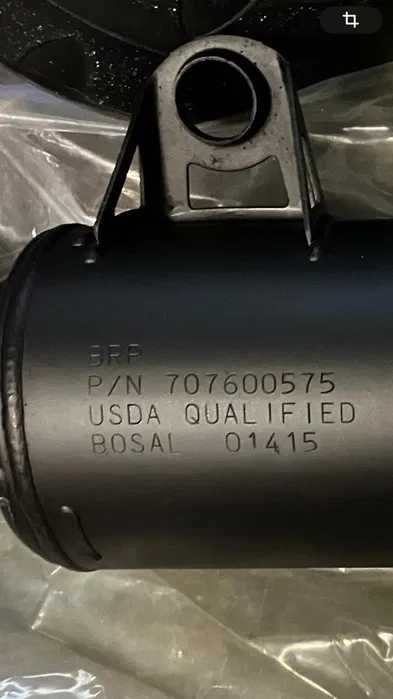 BRP
P/N 707600575
USDA QUALIFIED
BOSAL 01415